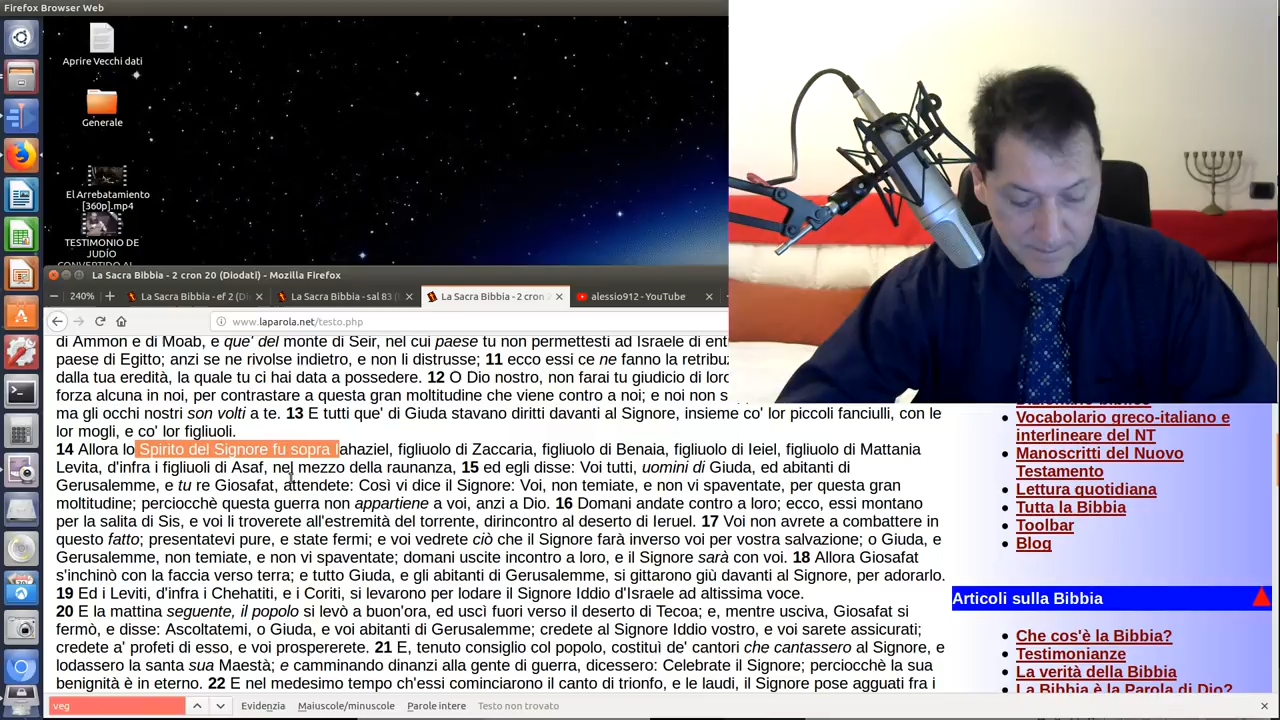 Firefox Browser Web
Aprire Vecchi dati
Generale
El Arrebatamiento
[360p].mp4
TESTIMONIO DE
JUDÍO
La Sacra Bibbia - 2 cron 20 (Diodati) - Mozilla Firefox
240%
La Sacra Bibbia - ef 2 (Di
La Sacra Bibbia - sal 83 (
La Sacra Bibbia - 2 cron 2
alessio912 - YouTube
www.laparola.net/testo.php
di Ammon e di Moab, e que' del monte di Seir, nel cui paese tu non permettesti ad Israele di ent
paese di Egitto; anzi se ne rivolse indietro, e non li distrusse; 11 ecco essi ce ne fanno la retribuz
dalla tua eredità, la quale tu ci hai data a possedere. 12 O Dio nostro, non farai tu giudicio di loro
forza alcuna in noi, per contrastare a questa gran moltitudine che viene contro a noi; e noi non s
ma gli occhi nostri son volti a te. 13 E tutti que' di Giuda stavano diritti davanti al Signore, insieme co' lor piccoli fanciulli, con le
lor mogli, e co' lor figliuoli.
14 Allora lo Spirito del Signore fu sopra Iahaziei, figliuolo di Zaccaria, figliuolo di Benaia, figliuolo di Ieiel, figliuolo di Mattania
Levita, d'infra i figliuoli di Asaf, nel mezzo della raunanza, 15 ed egli disse: Voi tutti, uomini di Giuda, ed abitanti di
Gerusalemme, e tu re Giosafat, attendete: Così vi dice il Signore: Voi, non temiate, e non vi spaventate, per questa gran
moltitudine; perciocchè questa guerra non appartiene a voi, anzi a Dio. 16 Domani andate contro a loro; ecco, essi montano
per la salita di Sis, e voi li troverete all'estremità del torrente, dirincontro al deserto di Ieruel. 17 Voi non avrete a combattere in
questo fatto; presentatevi pure, e state fermi; e voi vedrete ciò che il Signore farà inverso voi per vostra salvazione; o Giuda, e
Gerusalemme, non temiate, e non vi spaventate; domani uscite incontro a loro, e il Signore sarà con voi. 18 Allora Giosafat
s'inchinò con la faccia verso terra; e tutto Giuda, e gli abitanti di Gerusalemme, si gittarono giù davanti al Signore, per adorarlo.
19 Ed i Leviti, d'infra i Chehatiti, e i Coriti, si levarono per lodare il Signore Iddio d'Israele ad altissima voce.
20 E la mattina seguente, il popolo si levò a buon'ora, ed uscì fuori verso il deserto di Tecoa; e, mentre usciva, Giosafat si
fermò, e disse: Ascoltatemi, o Giuda, e voi abitanti di Gerusalemme; credete al Signore Iddio vostro, e voi sarete assicurati;
credete a' profeti di esso, e voi prospererete. 21 E, tenuto consiglio col popolo, costituì de' cantori che cantassero al Signore, e
lodassero la santa sua Maestà; e camminando dinanzi alla gente di guerra, dicessero: Celebrate il Signore; perciocchè la sua
benignità è in eterno. 22 E nel medesimo tempo ch'essi cominciarono il canto di trionfo, e le laudi, il Signore pose agguati fra i
Vocabolario greco-italiano e
interlineare del NT
Manoscritti del Nuovo
Testamento
Lettura quotidiana
Tutta la Bibbia
Toolbar
Blog
Articoli sulla Bibbia
Che cos'è la Bibbia?
Testimonianze
La verità della Bibbia
La Bibbia è la Parola di Dio?
veg
Evidenzia
Maiuscole/minuscole
Parole intere
Testo non trovato